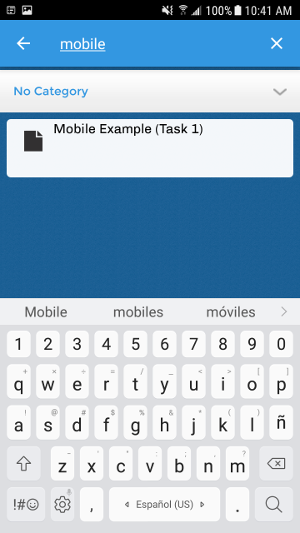 100% 10:41 AM
mobile
No Category
Mobile Example (Task 1)
Mobile mobiles móviles
1 2 3 4 5 6 7 8 9 0
q w e r t y u i o p
a s d f g h j k l ñ
z x c v b n m
!#☺ , Español (US) .